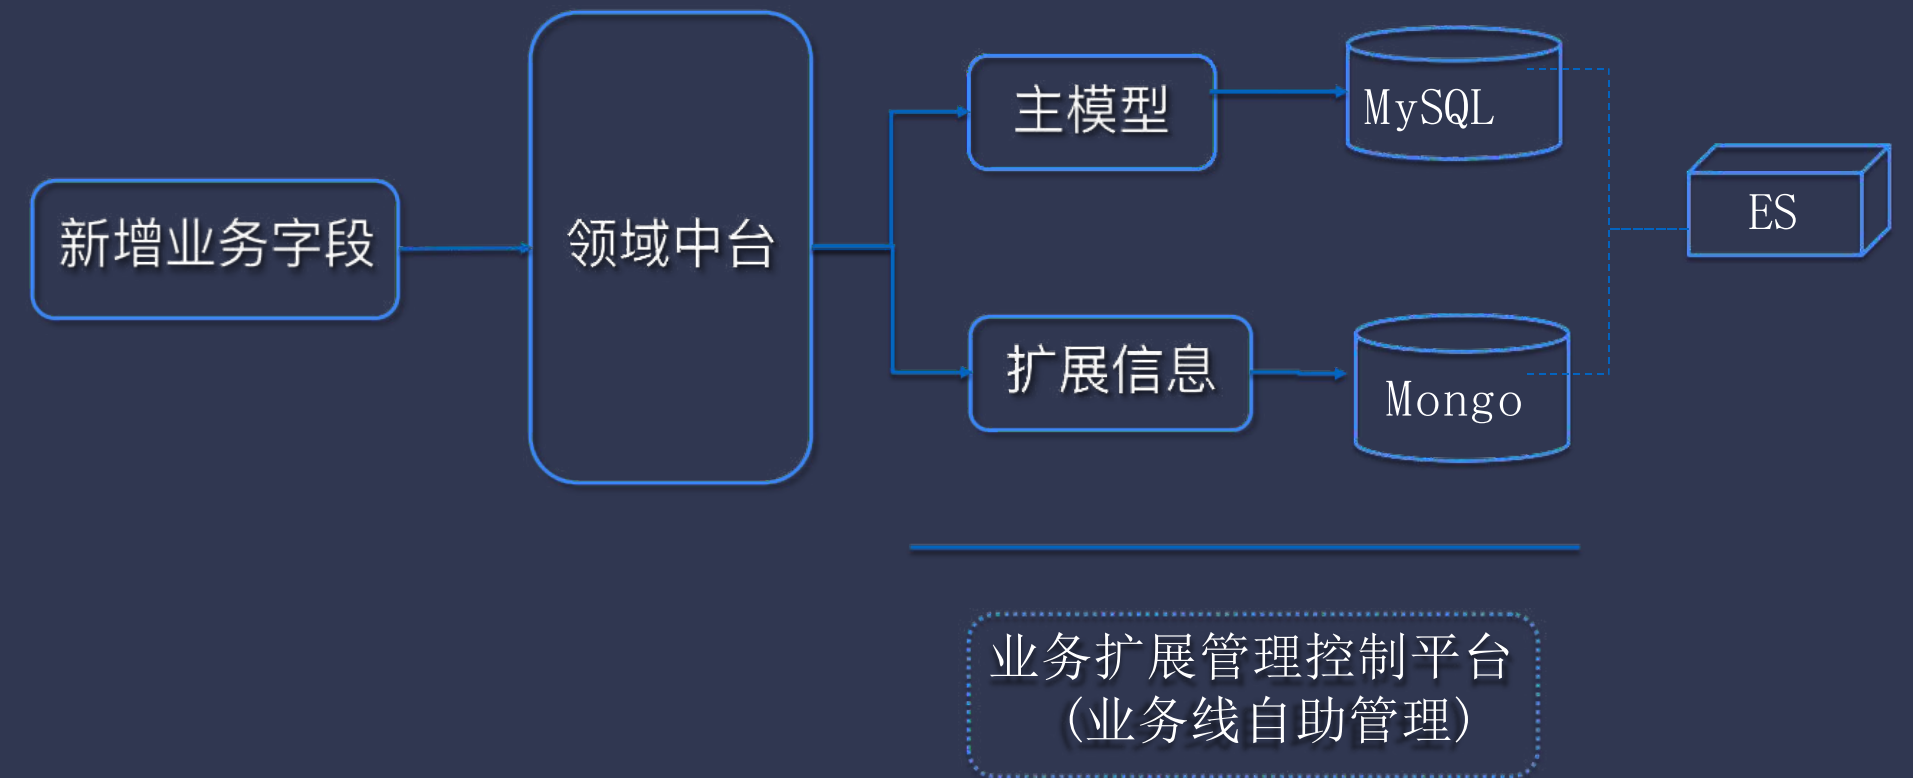 新增业务字段
领域中台
主模型
MySQL
ES
扩展信息
Mongo
业务扩展管理控制平台
(业务线自助管理)